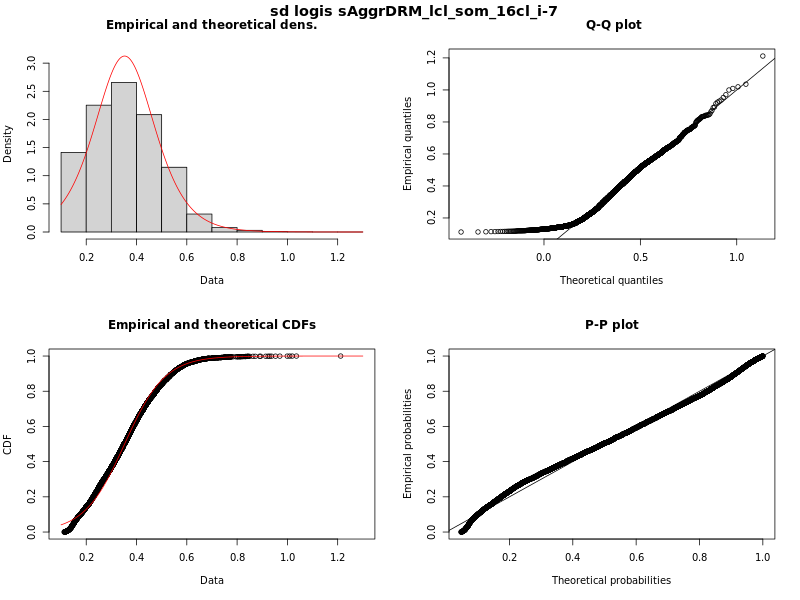 sd logis sAggrDRM_lcl_som_16cl_i-7
Empirical and theoretical dens.
Density
0.0 0.5 1.0 1.5 2.0 2.5 3.0
0.2 0.4 0.6 0.8 1.0 1.2
Data
Q-Q plot
Empirical quantiles
0.2 0.4 0.6 0.8 1.0 1.2
0.0 0.5 1.0
Theoretical quantiles
Empirical and theoretical CDFs
CDF
0.0 0.2 0.4 0.6 0.8 1.0
0.2 0.4 0.6 0.8 1.0 1.2
Data
P-P plot
Empirical probabilities
0.0 0.2 0.4 0.6 0.8 1.0
0.2 0.4 0.6 0.8 1.0
Theoretical probabilities